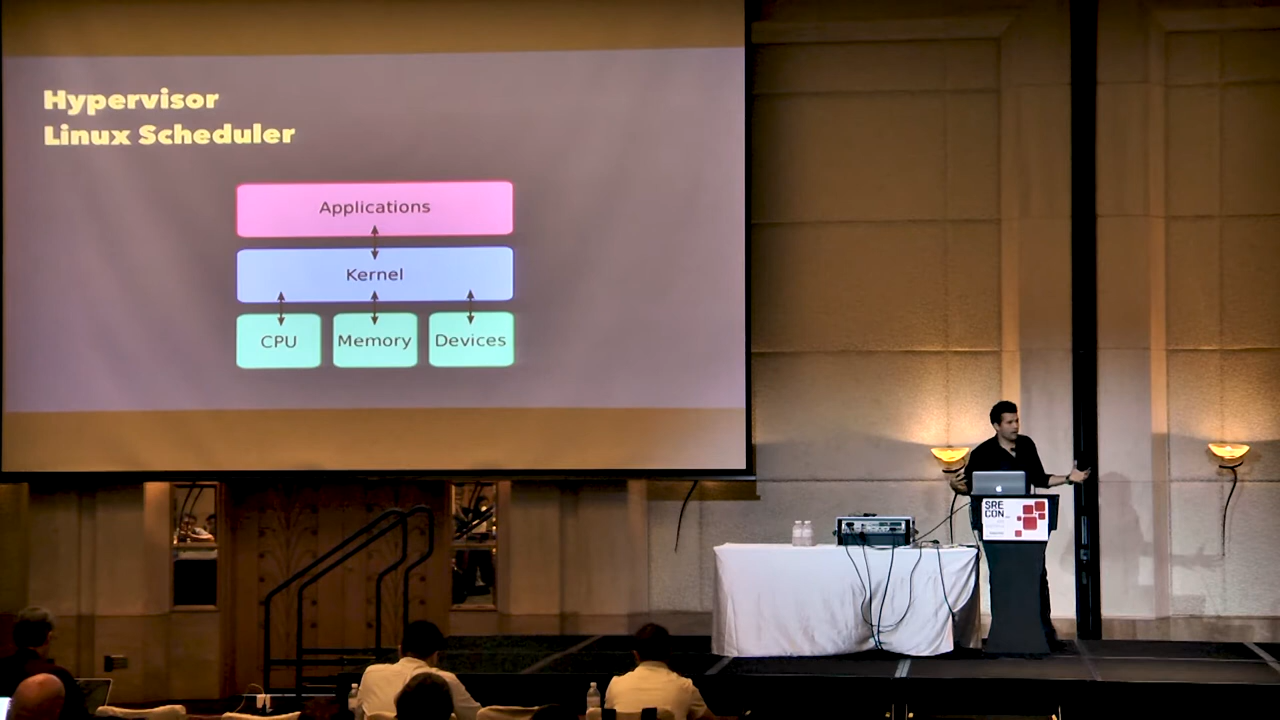 Hypervisor
Linux Scheduler
Applications
Kernel
CPU
Memory
Devices
SRE
CON